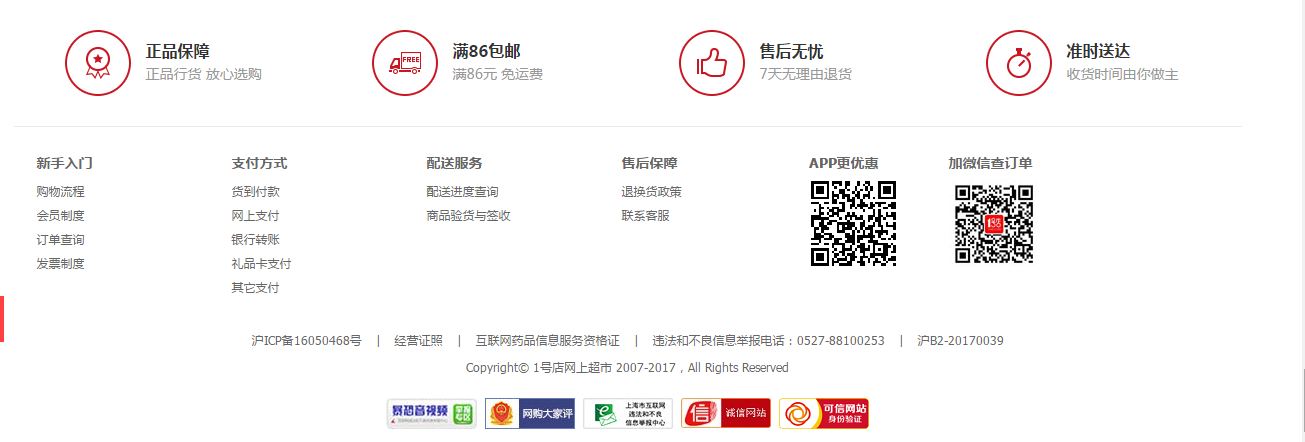 正品保障
正品行货 放心选购
FREE
满86包邮
满86元 免运费
售后无忧
7天无理由退货
准时送达
收货时间由你做主
新手入门
购物流程
会员制度
订单查询
发票制度
支付方式
货到付款
网上支付
银行转账
礼品卡支付
其它支付
配送服务
配送进度查询
商品验货与签收
售后保障
退换货政策
联系客服
APP更优惠
加微信查订单
沪ICP备16050468号 | 经营证照 | 互联网药品信息服务资格证 | 违法和不良信息举报电话：0527-88100253 | 沪B2-20170039
Copyright© 1号店网上超市 2007-2017，All Rights Reserved
暴恐音视频
举报专区
网购大家评
上海市互联网
违法和不良
信息举报中心
信
诚信网站
可信网站
身份验证